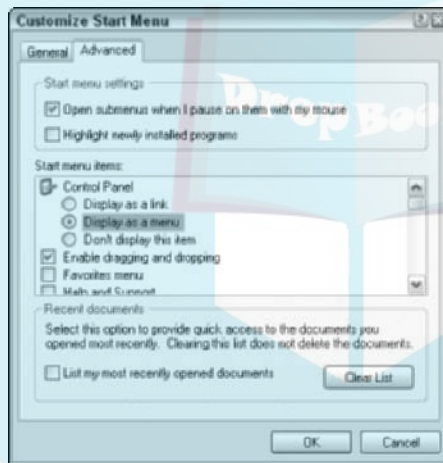 Customize Start Menu
General Advanced
Start menu settings
Open submenus when I pause on them with my mouse
Highlight newly installed programs
Start menu items:
Control Panel
Display as a link
Display as a menu
Don't display this item
Enable dragging and dropping
Favorites menu
Help and Support
Recent documents
Select this option to provide quick access to the documents you
opened most recently. Clearing this list does not delete the documents.
List my most recently opened documents
Clear List
OK Cancel
DropBoo